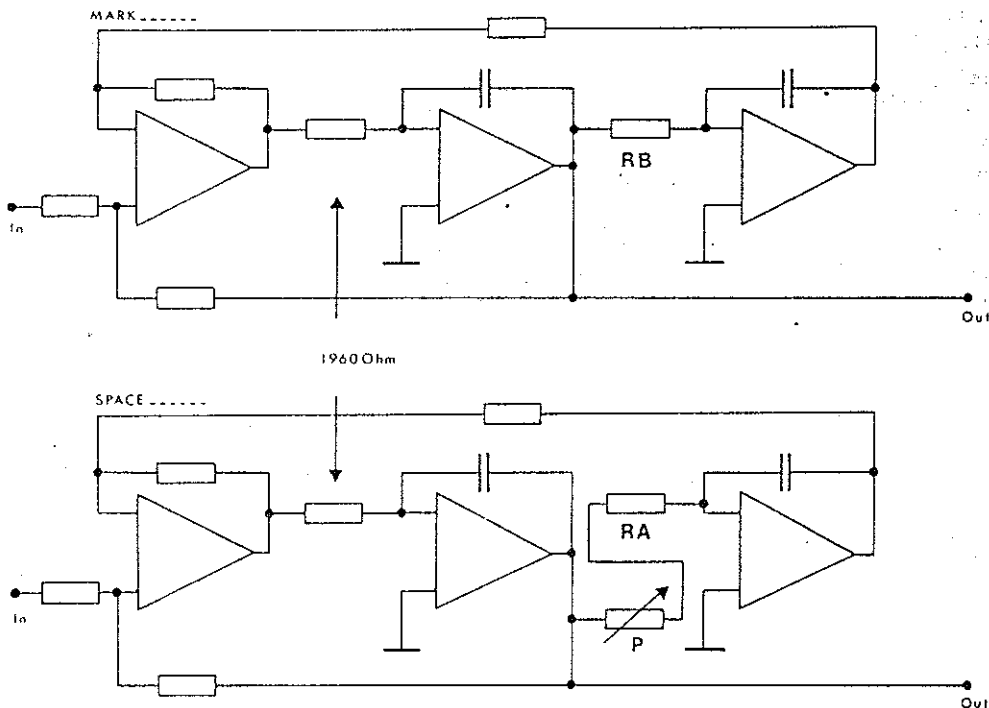 MARK------
RB
In
Out
1960 Ohm
SPACE------
RA
In
P
Out